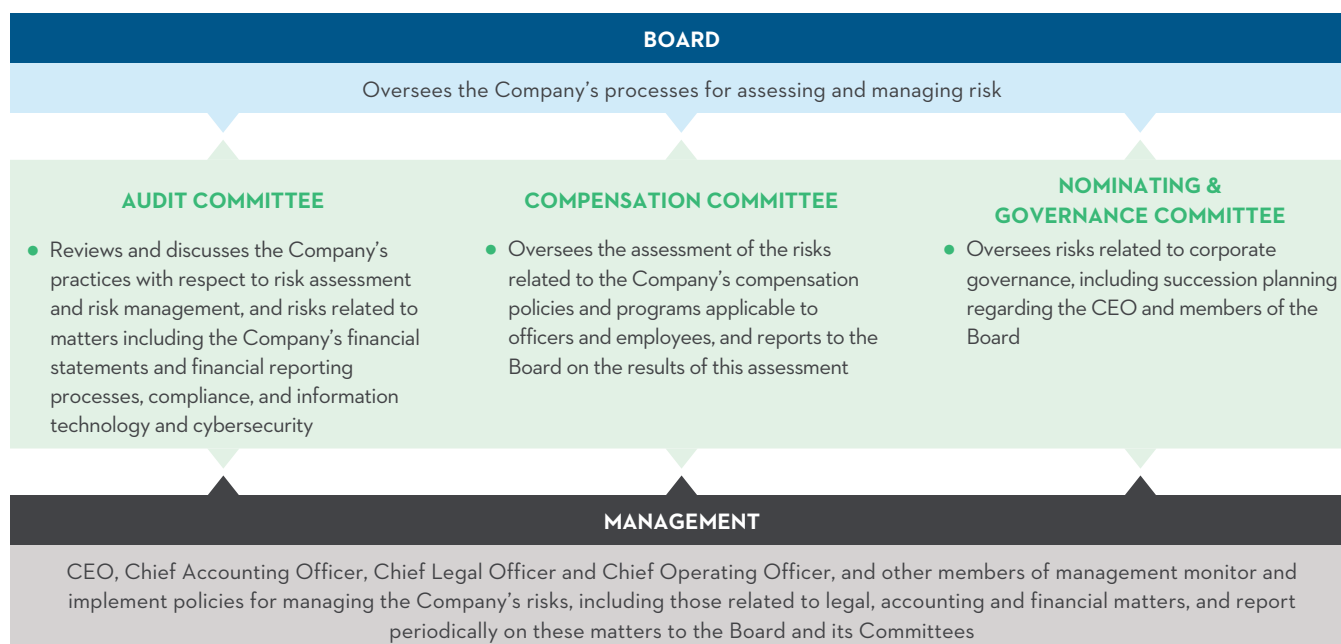 BOARD
Oversees the Company’s processes for assessing and managing risk
AUDIT COMMITTEE
● Reviews and discusses the Company’s
practices with respect to risk assessment
and risk management, and risks related to
matters including the Company’s financial
statements and financial reporting
processes, compliance, and information
technology and cybersecurity
COMPENSATION COMMITTEE
● Oversees the assessment of the risks
related to the Company’s compensation
policies and programs applicable to
officers and employees, and reports to the
Board on the results of this assessment
NOMINATING &
GOVERNANCE COMMITTEE
● Oversees risks related to corporate
governance, including succession planning
regarding the CEO and members of the
Board
MANAGEMENT
CEO, Chief Accounting Officer, Chief Legal Officer and Chief Operating Officer, and other members of management monitor and
implement policies for managing the Company’s risks, including those related to legal, accounting and financial matters, and report
periodically on these matters to the Board and its Committees